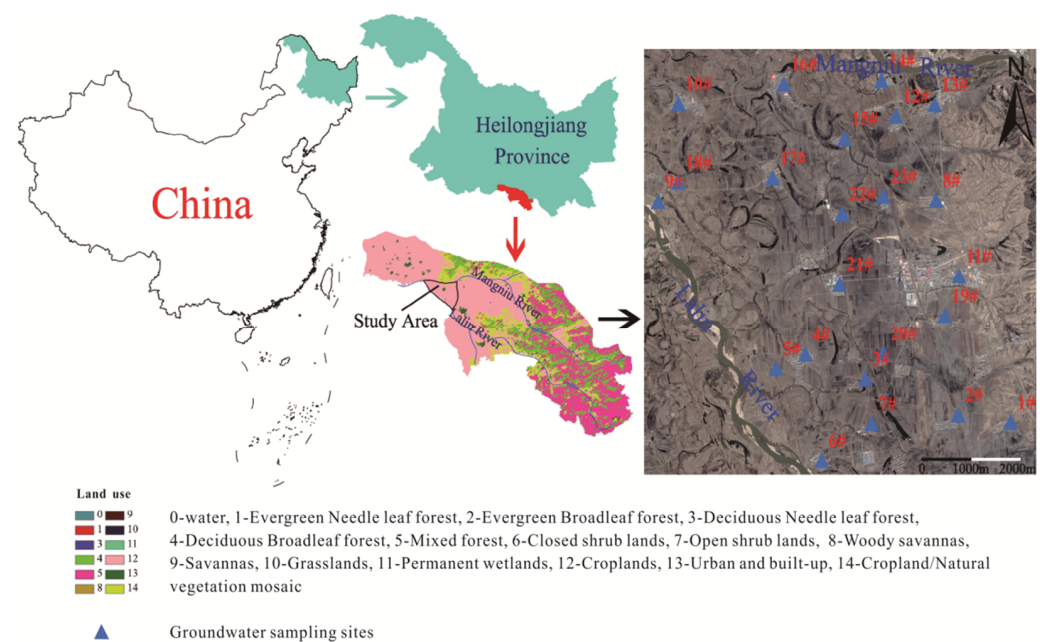 China
Heilongjiang
Province
Mangniu River
Study Area
Lalin River
16#
14#
Mangniu River
N
10#
12#
13#
15#
18#
17#
9#
23#
8#
22#
11#
21#
19#
Lalin
River
20#
5#
4#
3#
7#
2#
1#
6#
0 1000m 2000m
Land use
0 9
1 10
3 11
4 12
5 13
8 14
0-water, 1-Evergreen Needle leaf forest, 2-Evergreen Broadleaf forest, 3-Deciduous Needle leaf forest,
4-Deciduous Broadleaf forest, 5-Mixed forest, 6-Closed shrub lands, 7-Open shrub lands, 8-Woody savannas,
9-Savannas, 10-Grasslands, 11-Permanent wetlands, 12-Croplands, 13-Urban and built-up, 14-Cropland/Natural
vegetation mosaic
Groundwater sampling sites